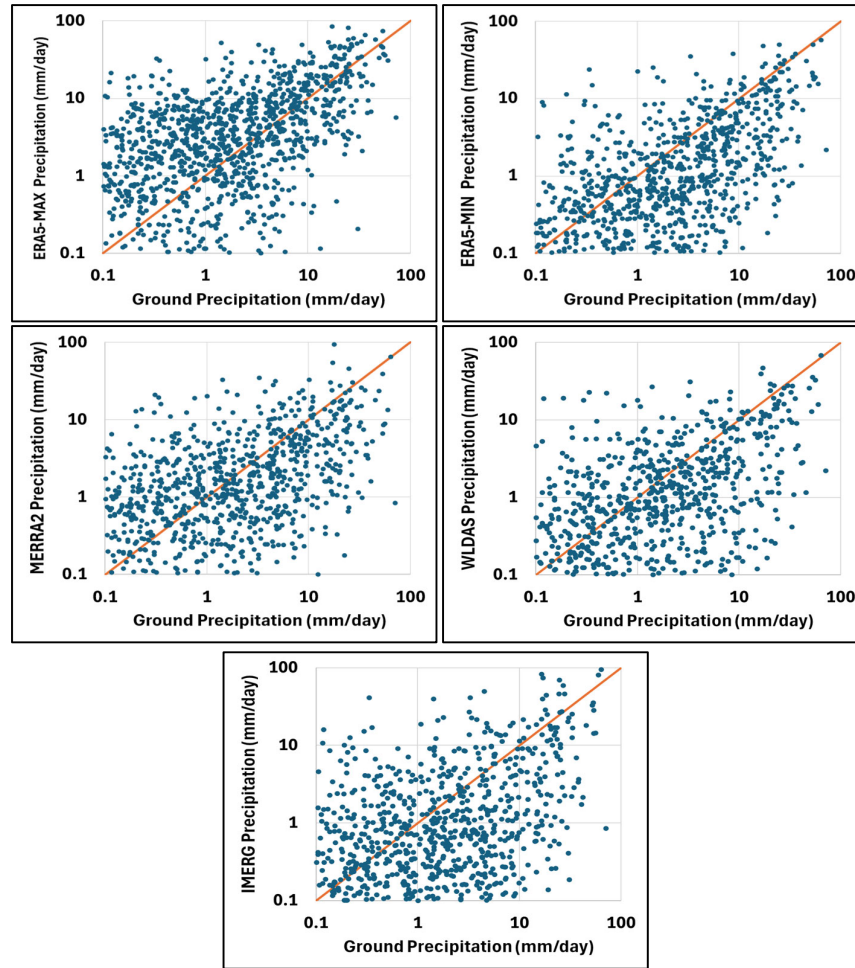 100
10
1
0.1
ERA5-MAX Precipitation (mm/day)
0.1 1 10 100
Ground Precipitation (mm/day)
100
10
1
0.1
ERA5-MIN Precipitation (mm/day)
0.1 1 10 100
Ground Precipitation (mm/day)
100
10
1
0.1
MERRA2 Precipitation (mm/day)
0.1 1 10 100
Ground Precipitation (mm/day)
100
10
1
0.1
WLDAS Precipitation (mm/day)
0.1 1 10 100
Ground Precipitation (mm/day)
100
10
1
0.1
IMERG Precipitation (mm/day)
0.1 1 10 100
Ground Precipitation (mm/day)